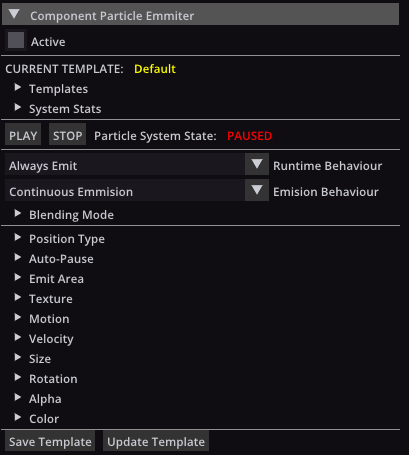 Component Particle Emmiter
Active
CURRENT TEMPLATE: Default
Templates
System Stats
PLAY STOP Particle System State: PAUSED
Always Emit Runtime Behaviour
Continuous Emmision Emision Behaviour
Blending Mode
Position Type
Auto-Pause
Emit Area
Texture
Motion
Velocity
Size
Rotation
Alpha
Color
Save Template Update Template